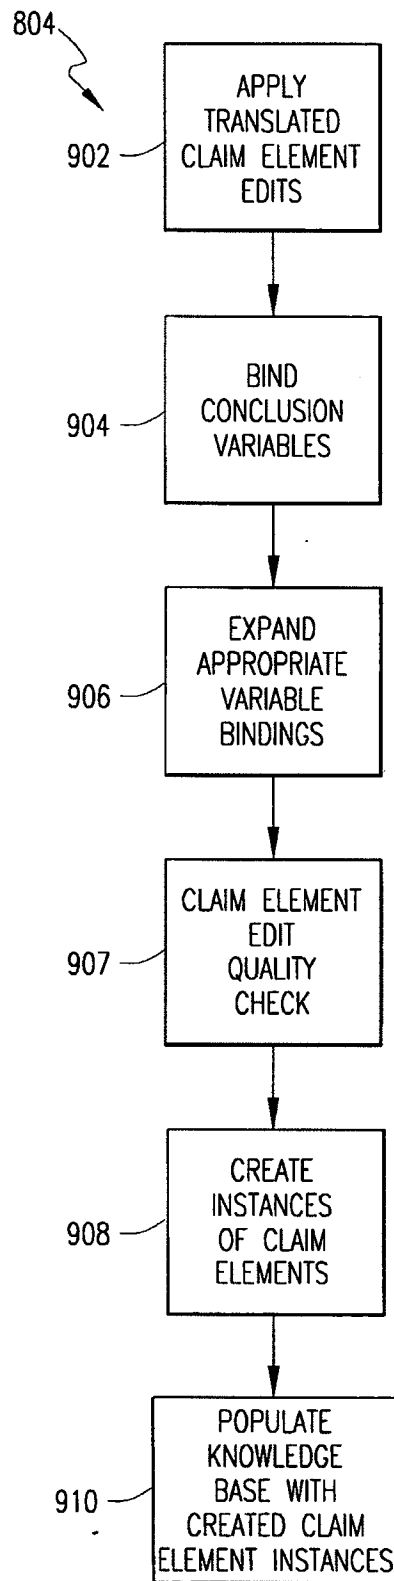 804
APPLY
TRANSLATED
CLAIM ELEMENT
EDITS
902
BIND
CONCLUSION
VARIABLES
904
EXPAND
APPROPRIATE
VARIABLE
BINDINGS
906
CLAIM ELEMENT
EDIT
QUALITY
CHECK
907
CREATE
INSTANCES
OF CLAIM
ELEMENTS
908
POPULATE
KNOWLEDGE
BASE WITH
CREATED CLAIM
ELEMENT INSTANCES
910